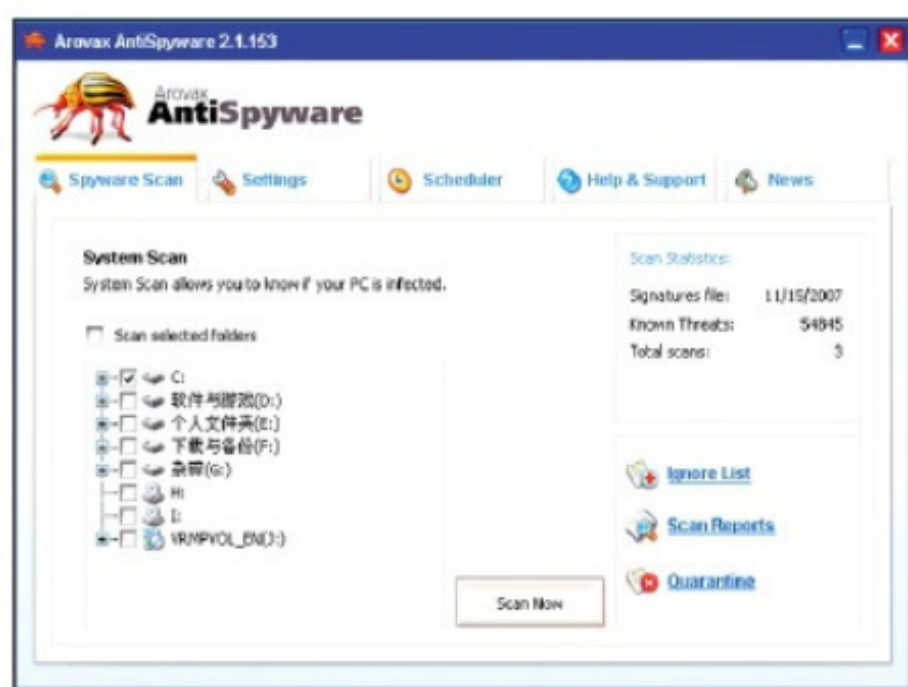 Arovax AntiSpyware 2.1.153
Arovax
AntiSpyware
Spyware Scan Settings Scheduler Help & Support News
System Scan
System Scan allows you to know if your PC is infected.
Scan selected folders
C:
软件与游戏(D:)
个人文件夹(E:)
下载与备份(F:)
杂碎(G:)
H:
I:
VRMPVOL_EN(J:)
Scan Now
Scan Statistics:
Signatures file: 11/15/2007
Known Threats: 54845
Total scans: 3
Ignore List
Scan Reports
Quarantine